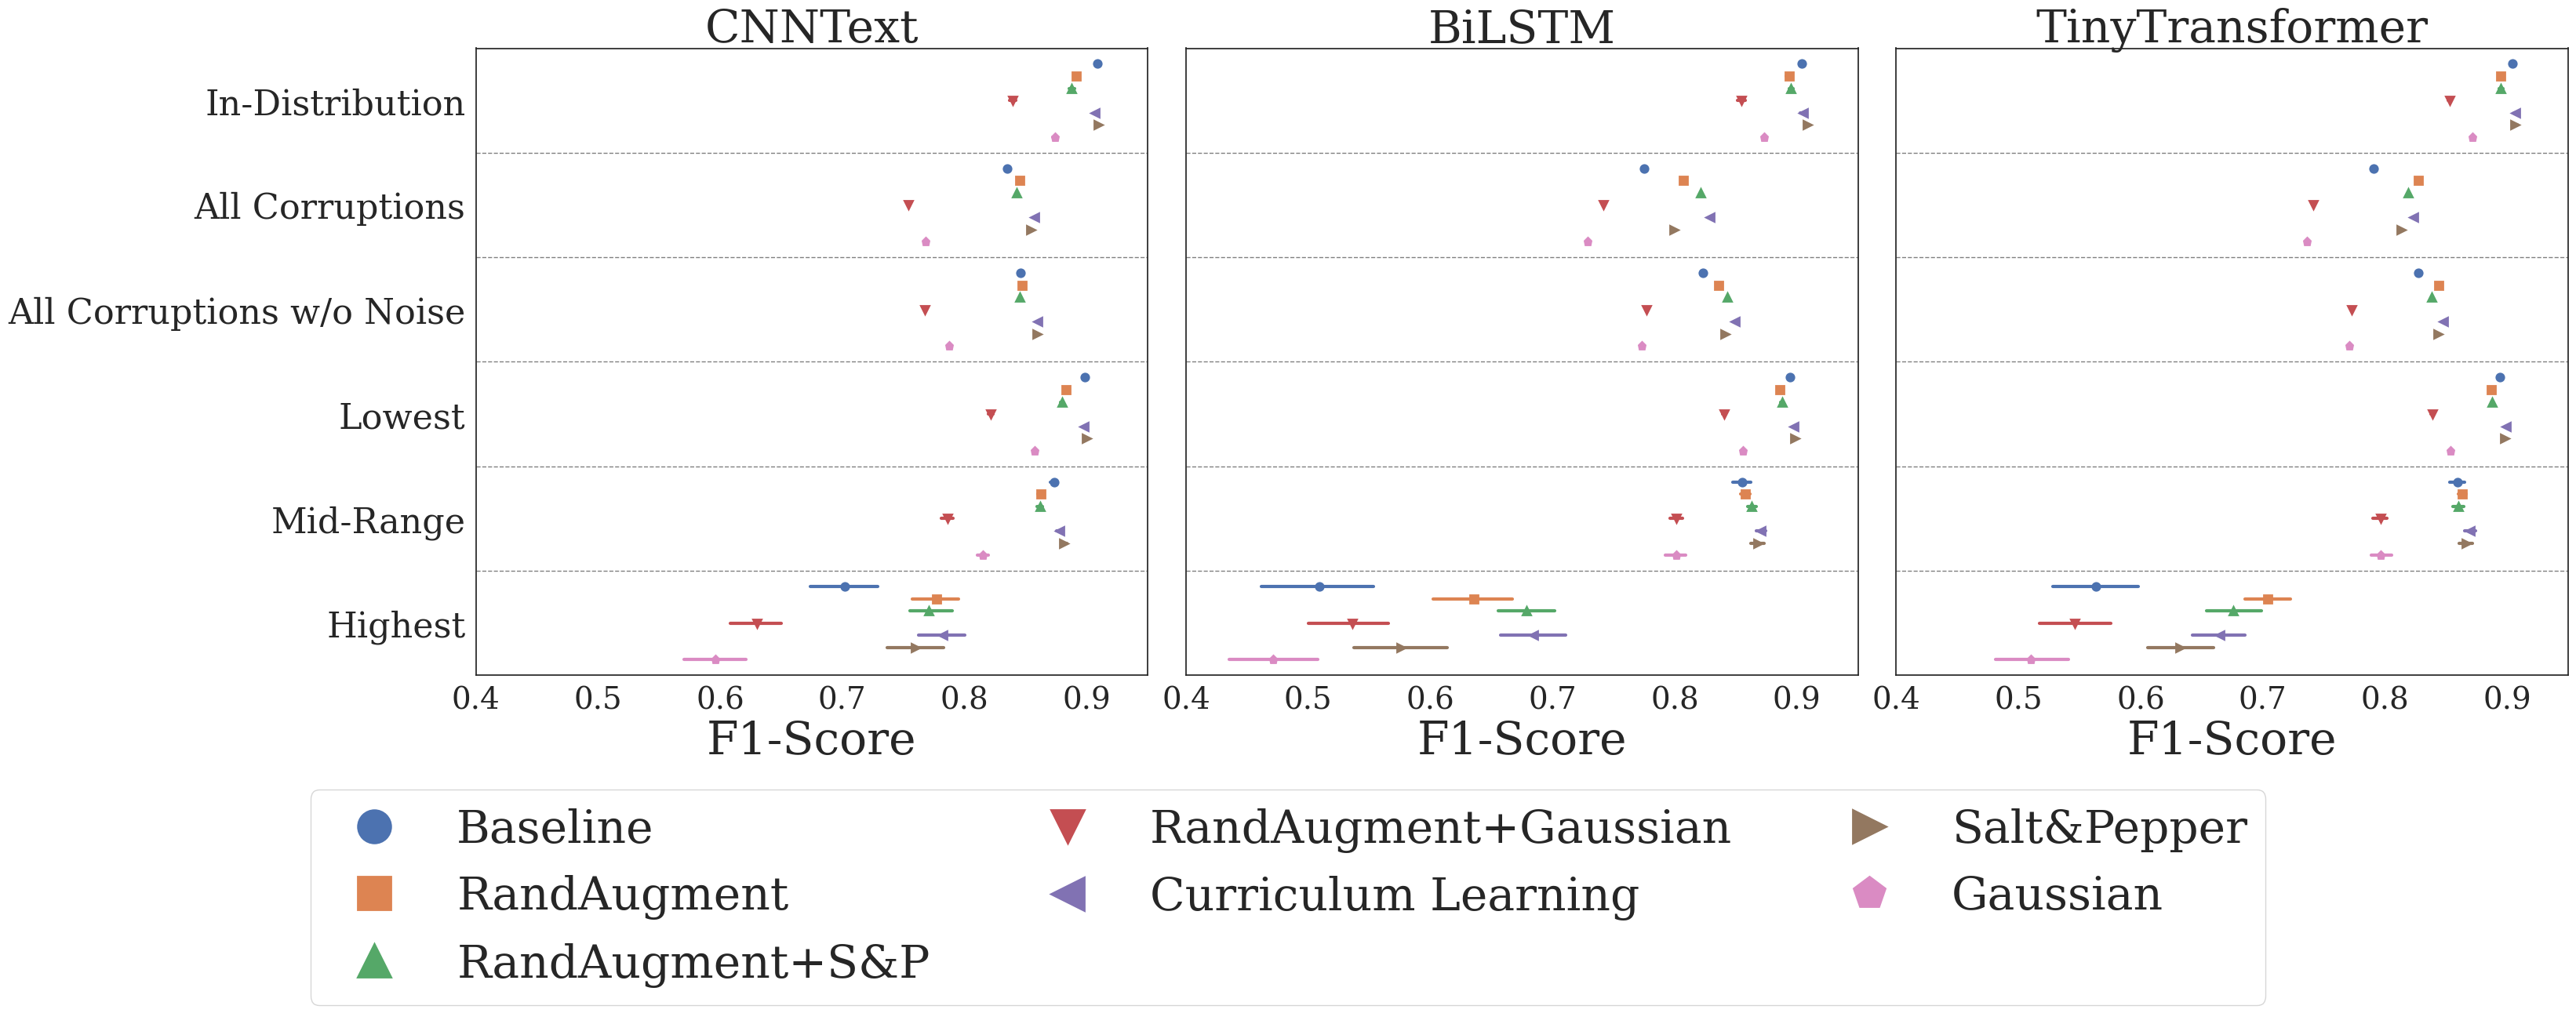 CNNText BiLSTM TinyTransformer
In-Distribution
All Corruptions
All Corruptions w/o Noise
Lowest
Mid-Range
Highest
0.4 0.5 0.6 0.7 0.8 0.9 0.4 0.5 0.6 0.7 0.8 0.9 0.4 0.5 0.6 0.7 0.8 0.9
F1-Score F1-Score F1-Score
Baseline RandAugment+Gaussian Salt&Pepper
RandAugment Curriculum Learning Gaussian
RandAugment+S&P